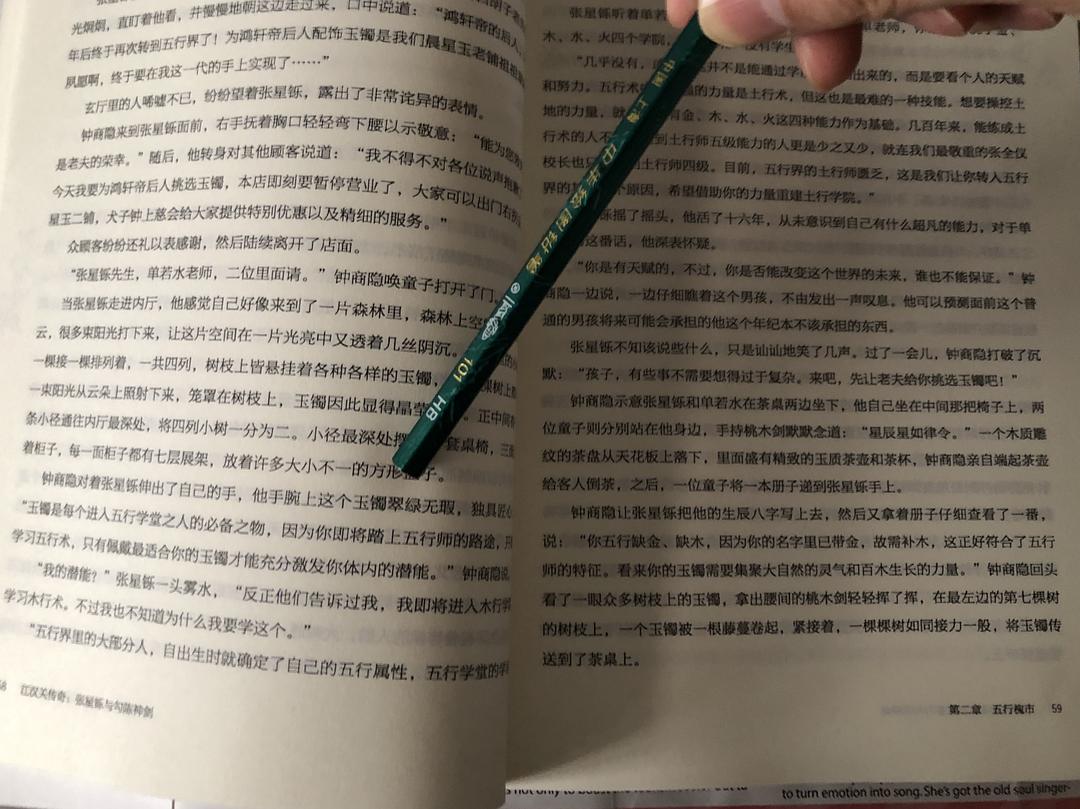 张星
光炯炯，直盯着他看，并慢慢地朝这边走过来，口中说道：“鸿轩帝的后人
年后终于再次转到五行界了！为鸿轩帝后人配饰玉镯是我们晨星玉老铺祖祖
夙愿啊，终于要在我这一代的手上实现了……”
玄厅里的人唏嘘不已，纷纷望着张星铄，露出了非常诧异的表情。
钟商隐来到张星铄面前，右手抚着胸口轻轻弯下腰以示敬意：“能为您
是老夫的荣幸。”随后，他转身对其他顾客说道：“我不得不对各位说声抱歉
今天我要为鸿轩帝后人挑选玉镯，本店即刻要暂停营业了，大家可以出门右
星玉二铺，犬子钟上慈会给大家提供特别优惠以及精细的服务。”
众顾客纷纷还礼以表感谢，然后陆续离开了店面。
“张星铄先生，单若水老师，二位里面请。”钟商隐唤童子打开了门，
当张星铄走进内厅，他感觉自己好像来到了一片森林里，森林上空
云，很多束阳光打下来，让这片空间在一片光亮中又透着几丝阴沉。
一棵接一棵排列着，一共四列，树枝上皆悬挂着各种各样的玉镯，棵树上
一束阳光从云朵上照射下来，笼罩在树枝上，玉镯因此显得晶莹 正中间
条小径通往内厅最深处，将四列小树一分为二。小径最深处摆 套桌椅，三
着柜子，每一面柜子都有七层展架，放着许多大小不一的方形 子。
钟商隐对着张星铄伸出了自己的手，他手腕上这个玉镯翠绿无瑕，独具匠
“玉镯是每个进入五行学堂之人的必备之物，因为你即将踏上五行师的路途，开
学习五行术，只有佩戴最适合你的玉镯才能充分激发你体内的潜能。”钟商隐说
“我的潜能？”张星铄一头雾水，“反正他们告诉过我，我即将进入木行学
学习木行术。不过我也不知道为什么我要学这个。”
“五行界里的大部分人，自出生时就确定了自己的五行属性，五行学堂的学
58 江汉关传奇：张星铄与勾陈神剑
张星铄听着单若 单老师，你
木、水、火四个学院， 没有学生
“几乎没有， 生并不是能通过学 出来的，而是要看个人的天赋
和努力。五行术 强的力量是土行术，但这也是最难的一种技能。想要操控土
地的力量，就 有金、木、水、火这四种能力作为基础。几百年来，能练成土
行术的人不 到土行师五级能力的人更是少之又少，就连我们最敬重的张全仪
校长也只 土行师四级。目前，五行界的土行师匮乏，这是我们让你转入五行
界的 个原因，希望借助你的力量重建土行学院。”
铄摇了摇头，他活了十六年，从未意识到自己有什么超凡的能力，对于单
这番话，他深表怀疑。
“你是有天赋的，不过，你是否能改变这个世界的未来，谁也不能保证。”钟
商隐一边说，一边仔细瞧着这个男孩，不由发出一声叹息。他可以预测面前这个普
通的男孩将来可能会承担的他这个年纪本不该承担的东西。
张星铄不知该说些什么，只是讪讪地笑了几声。过了一会儿，钟商隐打破了沉
默：“孩子，有些事不需要想得过于复杂。来吧，先让老夫给你挑选玉镯吧！”
钟商隐示意张星铄和单若水在茶桌两边坐下，他自己坐在中间那把椅子上，两
位童子则分别站在他身边，手持桃木剑默默念道：“星辰星如律令。”一个木质雕
纹的茶盘从天花板上落下，里面盛有精致的玉质茶壶和茶杯，钟商隐亲自端起茶壶
给客人倒茶，之后，一位童子将一本册子递到张星铄手上。
钟商隐让张星铄把他的生辰八字写上去，然后又拿着册子仔细查看了一番，
说：“你五行缺金、缺木，因为你的名字里已带金，故需补木，这正好符合了五行
师的特征。看来你的玉镯需要集聚大自然的灵气和百木生长的力量。”钟商隐回头
看了一眼众多树枝上的玉镯，拿出腰间的桃木剑轻轻挥了挥，在最左边的第七棵树
的树枝上，一个玉镯被一根藤蔓卷起，紧接着，一棵棵树如同接力一般，将玉镯传
送到了茶桌上。
第二章 五行槐市 59
中国 上海 中华绘图铅笔 ® 101 HB
to turn emotion into song. She's got the old soul singer-